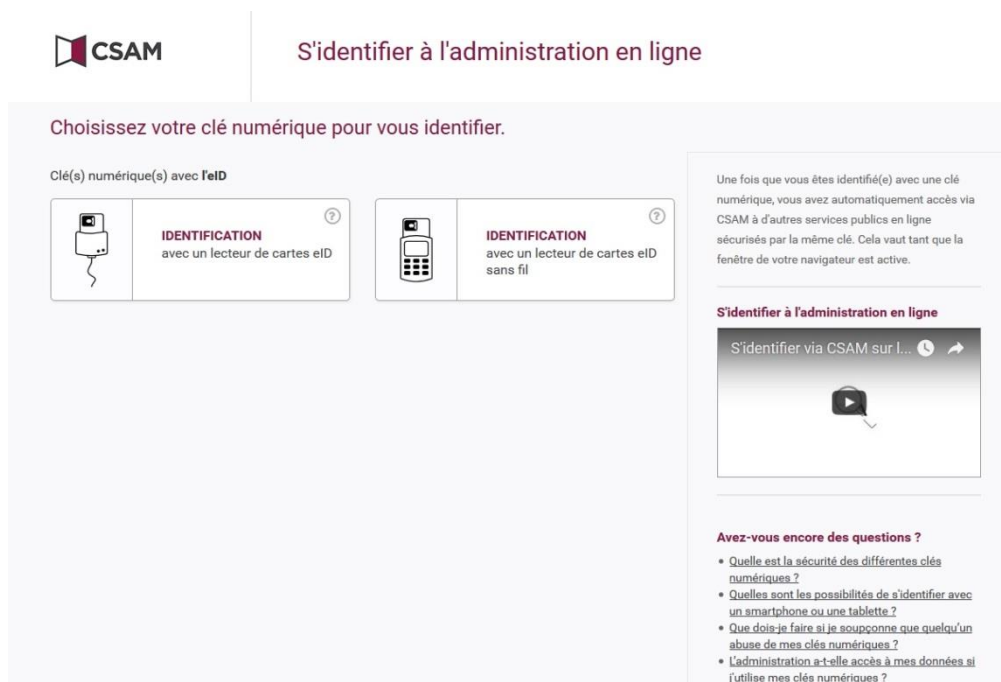 CSAM
S'identifier à l'administration en ligne
Choisissez votre clé numérique pour vous identifier.
Clé(s) numérique(s) avec l'eID
IDENTIFICATION
avec un lecteur de cartes eID
IDENTIFICATION
avec un lecteur de cartes eID
sans fil
Une fois que vous êtes identifié(e) avec une clé
numérique, vous avez automatiquement accès via
CSAM à d'autres services publics en ligne
sécurisés par la même clé. Cela vaut tant que la
fenêtre de votre navigateur est active.
S'identifier à l'administration en ligne
S'identifier via CSAM sur l...
Avez-vous encore des questions ?
• Quelle est la sécurité des différentes clés
numériques ?
• Quelles sont les possibilités de s'identifier avec
un smartphone ou une tablette ?
• Que dois-je faire si je soupçonne que quelqu'un
abuse de mes clés numériques ?
• L'administration a-t-elle accès à mes données si
j'utilise mes clés numériques ?